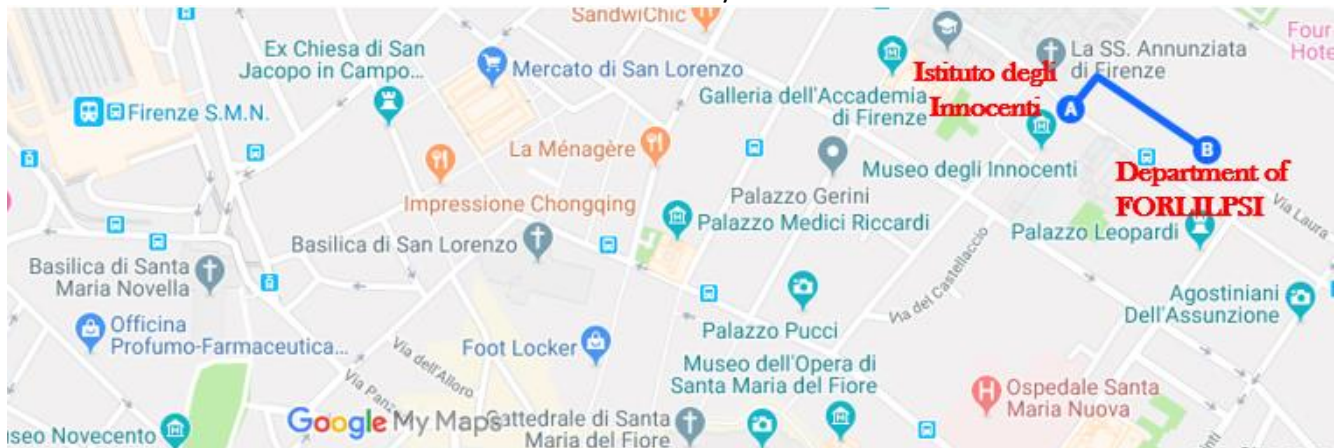 SandwiChic
Four
Hote
Ex Chiesa di San
Jacopo in Campo...
Mercato di San Lorenzo
La SS. Annunziata
di Firenze
Istituto degli
Innocenti
A
Galleria dell'Accademia
di Firenze
Firenze S.M.N.
La Ménagère
Museo degli Innocenti
B
Department of
FORLILPSI
Palazzo Gerini
Impressione Chongqing
Palazzo Medici Riccardi
Palazzo Leopardi
Via Laura
Basilica di San Lorenzo
Basilica di Santa
Maria Novella
Via del Castellaccio
Agostiniani
Dell'Assunzione
Officina
Profumo-Farmaceutica...
Via dell'Alloro
Foot Locker
Palazzo Pucci
Museo dell'Opera di
Santa Maria del Fiore
H
Ospedale Santa
Maria Nuova
Via Panz
Google My Maps
attedrale di Santa
Maria del Fiore
seo Novecento